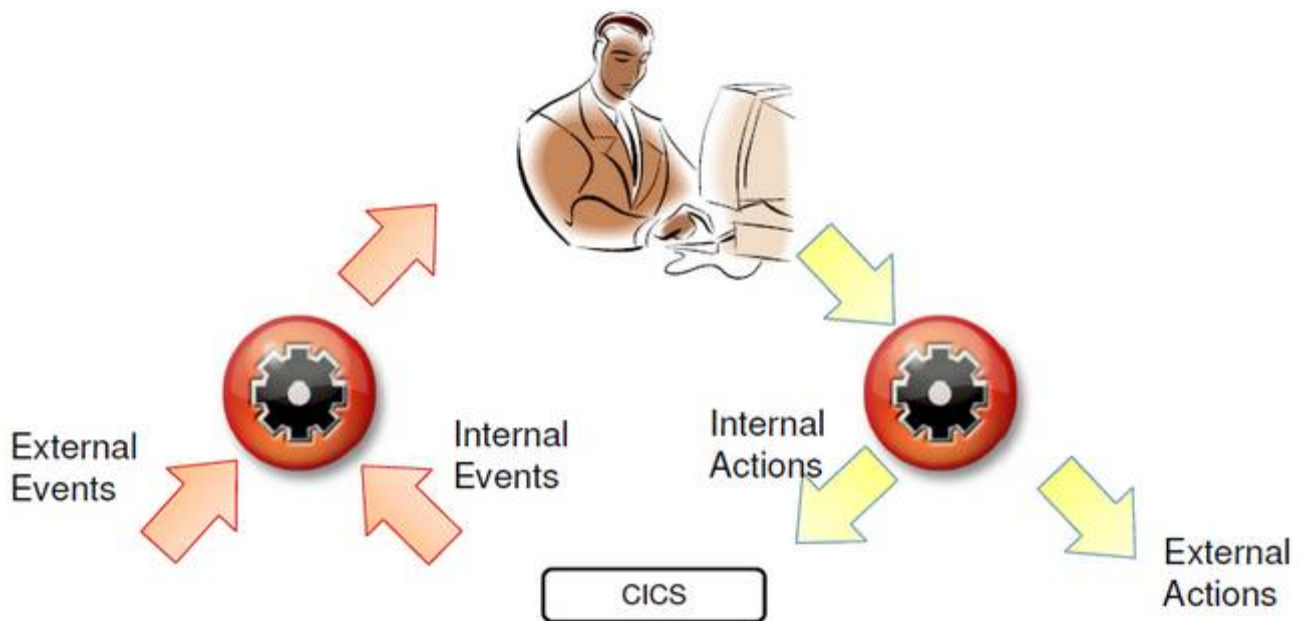 External
Events
Internal
Events
Internal
Actions
External
Actions
CICS